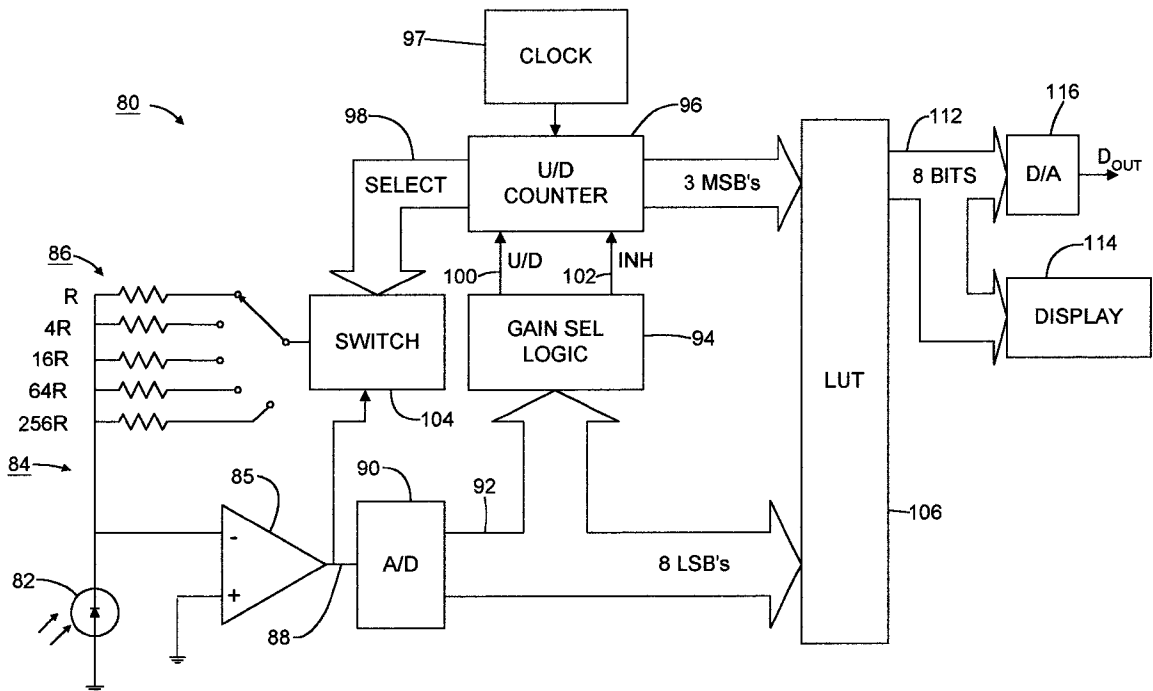 97
CLOCK
80
98
96
116
112
SELECT
U/D
COUNTER
3 MSB's
8 BITS
D/A
D_OUT
86
100
U/D
102
INH
114
R
4R
16R
64R
256R
SWITCH
GAIN SEL
LOGIC
94
DISPLAY
LUT
104
84
85
90
92
106
-
+
A/D
8 LSB's
82
88